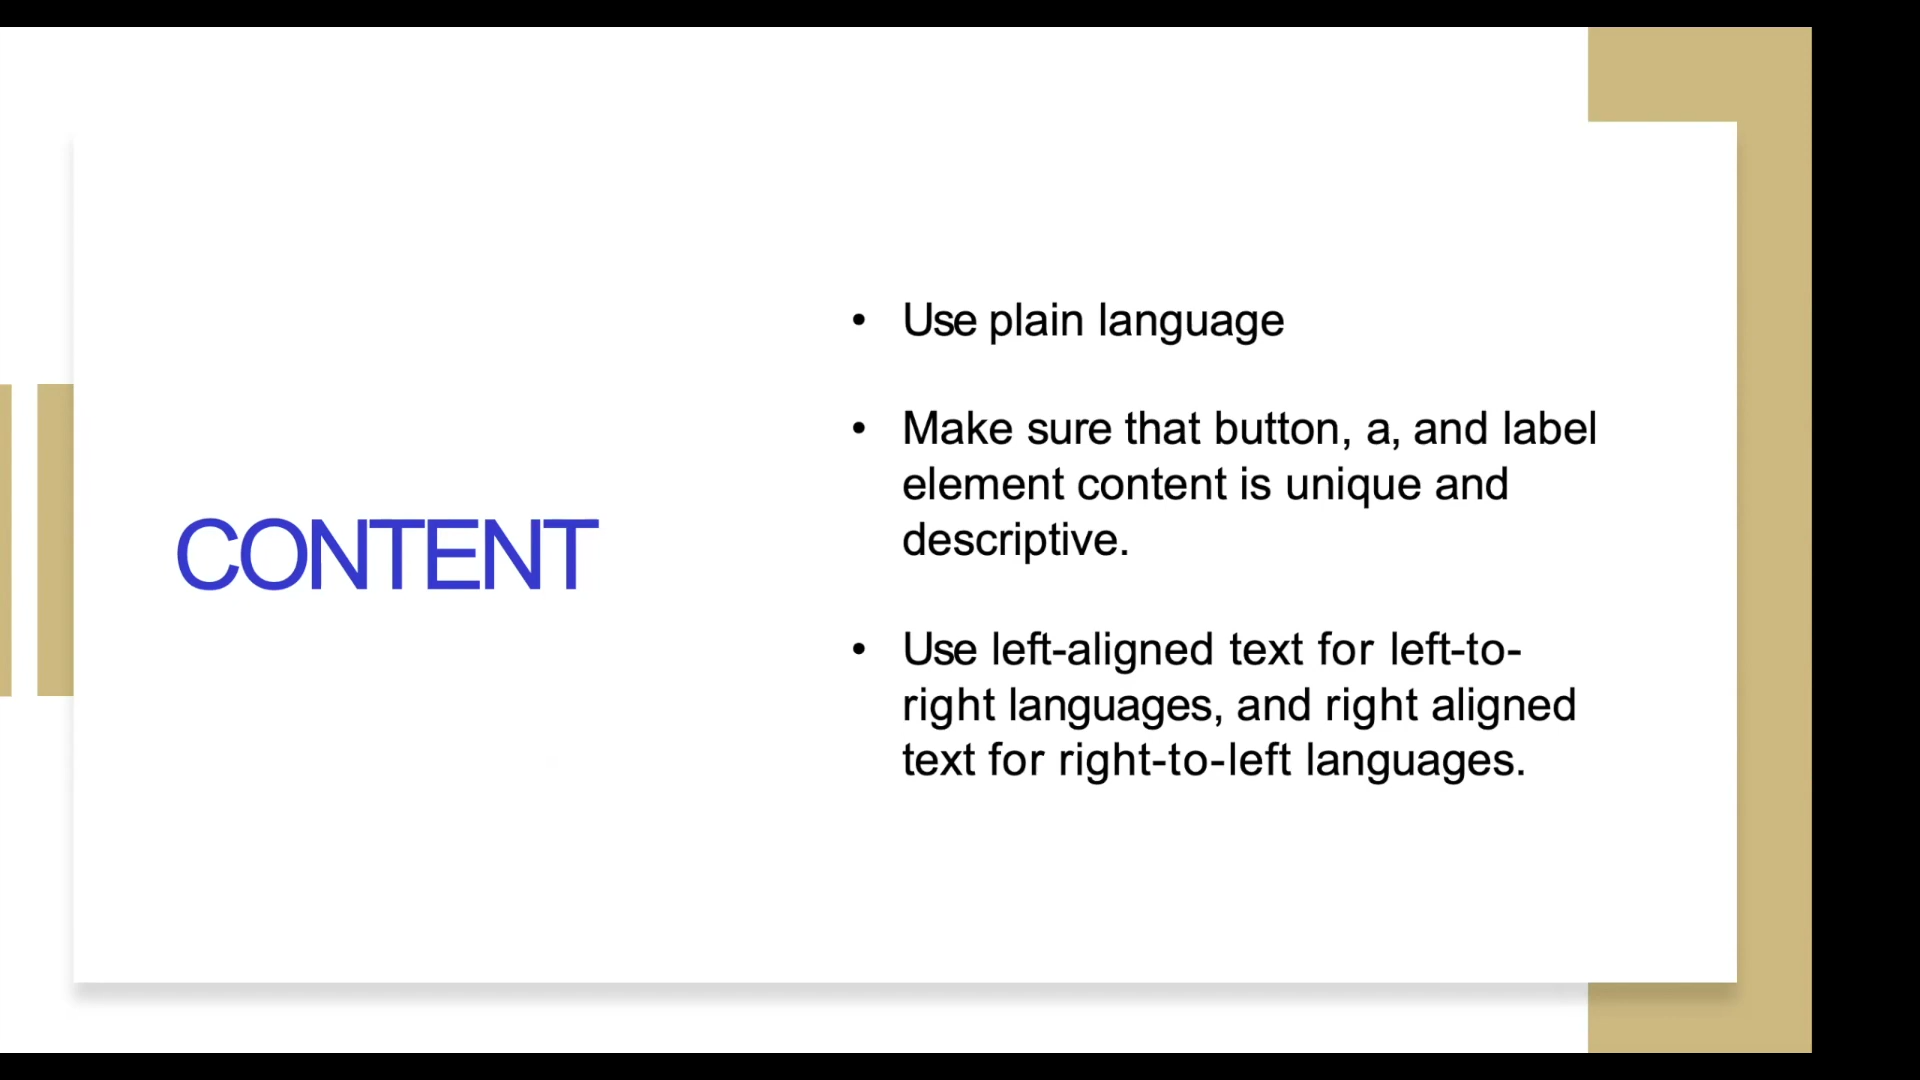 CONTENT
• Use plain language
• Make sure that button, a, and label
element content is unique and
descriptive.
• Use left-aligned text for left-to-
right languages, and right aligned
text for right-to-left languages.